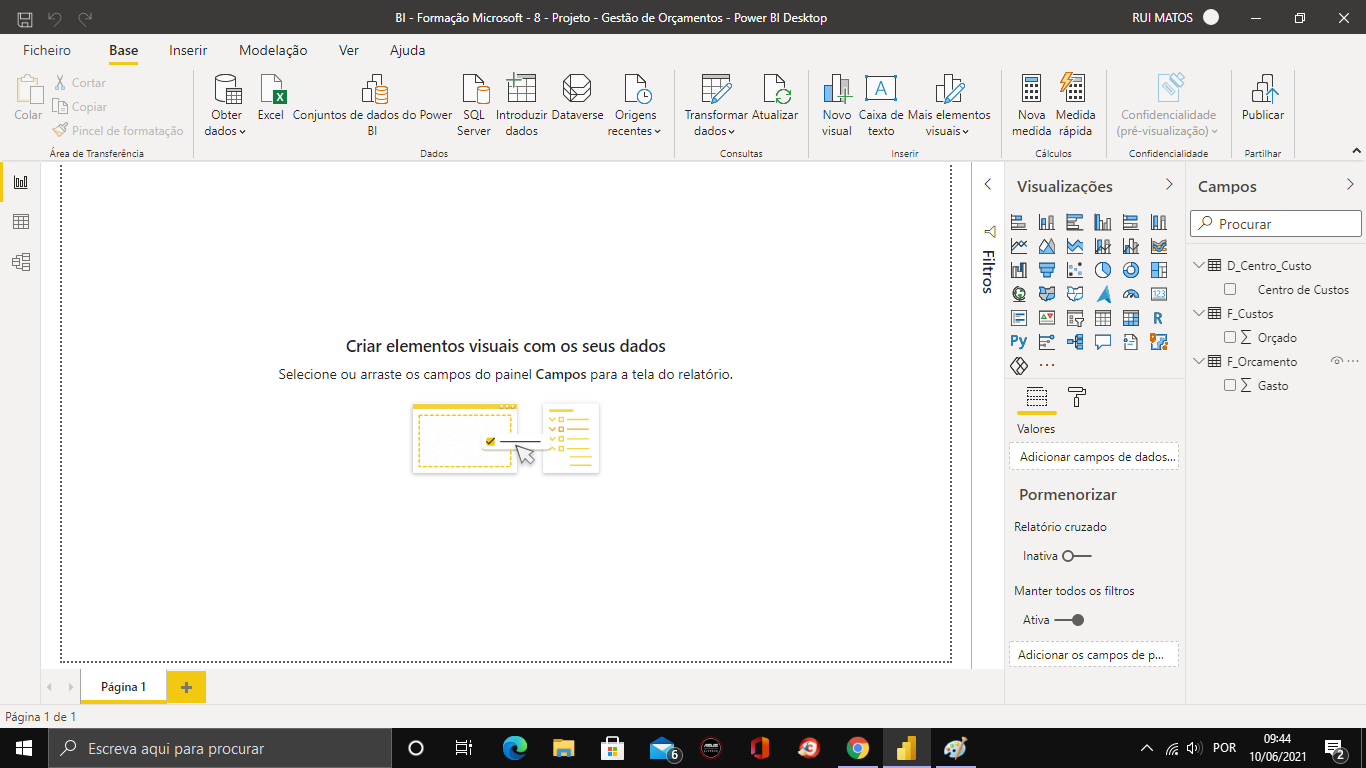 BI - Formação Microsoft - 8 - Projeto - Gestão de Orçamentos - Power BI Desktop
RUI MATOS
Ficheiro Base Inserir Modelação Ver Ajuda
Colar
Cortar
Copiar
Pincel de formatação
Área de Transferência
Obter dados
Excel
Conjuntos de dados do Power BI
SQL Server
Introduzir dados
Dataverse
Origens recentes
Dados
Transformar dados
Atualizar
Consultas
Novo visual
Caixa de texto
Mais elementos visuais
Inserir
Nova medida
Medida rápida
Cálculos
Confidencialidade (pré-visualização)
Confidencialidade
Publicar
Partilhar
Criar elementos visuais com os seus dados
Selecione ou arraste os campos do painel Campos para a tela do relatório.
Filtros
Visualizações
123
R
Py
Valores
Adicionar campos de dados...
Pormenorizar
Relatório cruzado
Inativa
Manter todos os filtros
Ativa
Adicionar os campos de p...
Campos
Procurar
D_Centro_Custo
Centro de Custos
F_Custos
Orçado
F_Orcamento
Gasto
Página 1
Página 1 de 1
Escreva aqui para procurar
6
POR
09:44
10/06/2021
2